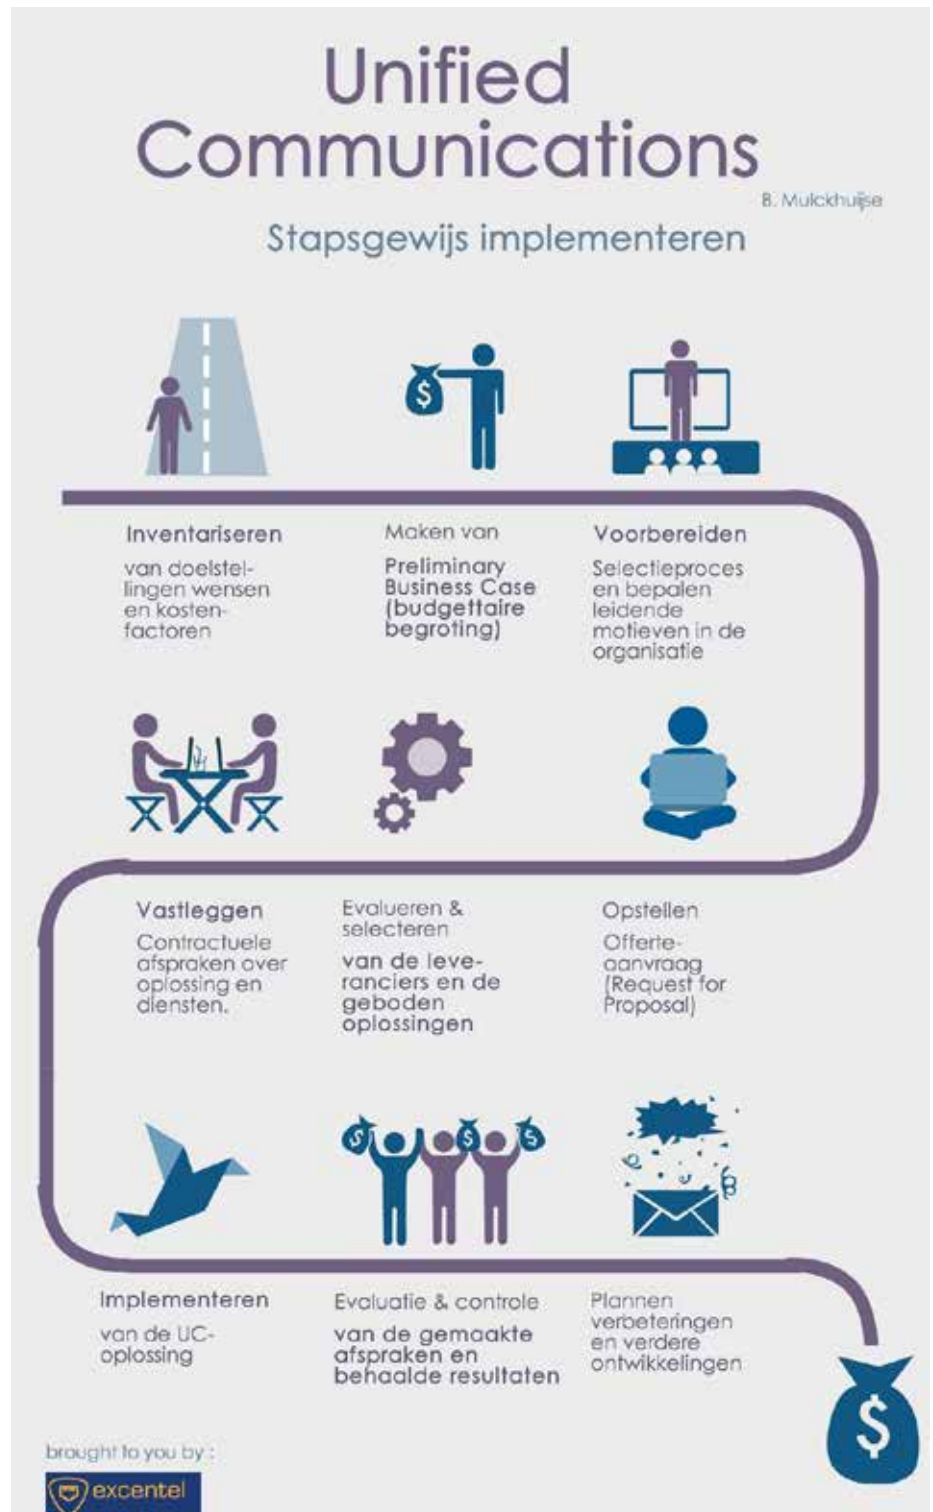 Unified
Communications
B. Mulckhuijse
Stapsgewijs implementeren
$
Inventariseren
van doelstel-
lingen wensen
en kosten-
factoren
Maken van
Preliminary
Business Case
(budgettaire
begroting)
Voorbereiden
Selectieproces
en bepalen
leidende
motieven in de
organisatie
Vastleggen
Contractuele
afspraken over
oplossing en
diensten.
Evalueren &
selecteren
van de leve-
ranciers en de
geboden
oplossingen
Opstellen
Offerte-
aanvraag
(Request for
Proposal)
$ $ $
Implementeren
van de UC-
oplossing
Evaluatie & controle
van de gemaakte
afspraken en
behaalde resultaten
Plannen
verbeteringen
en verdere
ontwikkelingen
$
brought to you by :
excentel